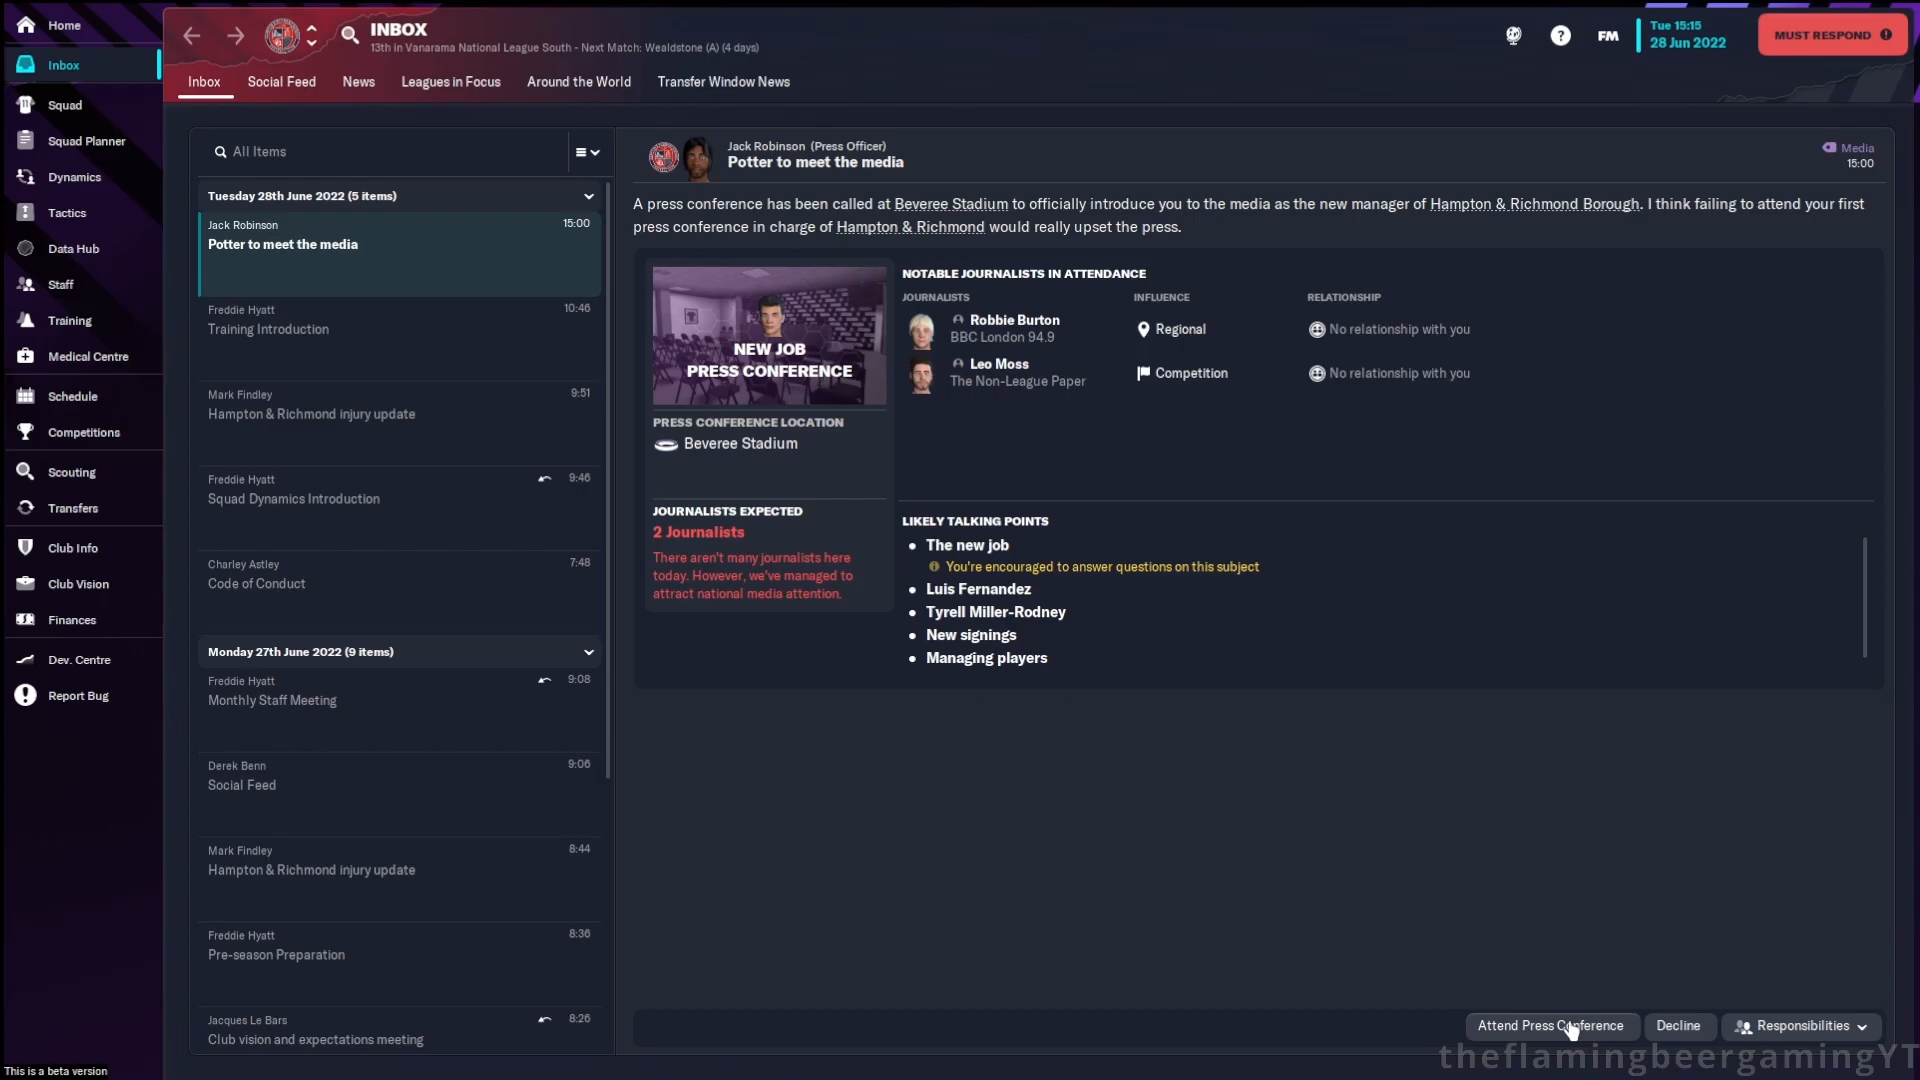 Home
Inbox
Squad
Squad Planner
Dynamics
Tactics
Data Hub
Staff
Training
Medical Centre
Schedule
Competitions
Scouting
Transfers
Club Info
Club Vision
Finances
Dev. Centre
Report Bug
This is a beta version
INBOX
13th in Vanarama National League South - Next Match: Wealdstone (A) (4 days)
FM
Tue 15:15
28 Jun 2022
MUST RESPOND
Inbox Social Feed News Leagues in Focus Around the World Transfer Window News
All Items
Tuesday 28th June 2022 (5 items)
Jack Robinson 15:00
Potter to meet the media
Freddie Hyatt 10:46
Training Introduction
Mark Findley 9:51
Hampton & Richmond injury update
Freddie Hyatt 9:46
Squad Dynamics Introduction
Charley Astley 7:48
Code of Conduct
Monday 27th June 2022 (9 items)
Freddie Hyatt 9:08
Monthly Staff Meeting
Derek Benn 9:06
Social Feed
Mark Findley 8:44
Hampton & Richmond injury update
Freddie Hyatt 8:36
Pre-season Preparation
Jacques Le Bars 8:26
Club vision and expectations meeting
Jack Robinson (Press Officer)
Potter to meet the media
Media
15:00
A press conference has been called at Beveree Stadium to officially introduce you to the media as the new manager of Hampton & Richmond Borough. I think failing to attend your first
press conference in charge of Hampton & Richmond would really upset the press.
NEW JOB
PRESS CONFERENCE
PRESS CONFERENCE LOCATION
Beveree Stadium
JOURNALISTS EXPECTED
2 Journalists
There aren't many journalists here
today. However, we've managed to
attract national media attention.
NOTABLE JOURNALISTS IN ATTENDANCE
JOURNALISTS INFLUENCE RELATIONSHIP
Robbie Burton
BBC London 94.9
Regional
No relationship with you
Leo Moss
The Non-League Paper
Competition
No relationship with you
LIKELY TALKING POINTS
The new job
You're encouraged to answer questions on this subject
Luis Fernandez
Tyrell Miller-Rodney
New signings
Managing players
Attend Press Conference Decline Responsibilities
theflamingbeergamingYT